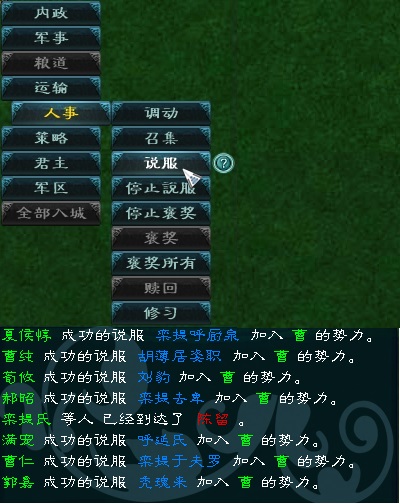 内政
军事
粮道
运输
人事 调动
策略 召集
君主 说服
军区 停止説服
全部入城 停止褒奖
褒奖
褒奖所有
赎回
修习
夏侯惇 成功的说服 栾提呼厨泉 加入 曹 的势力。
曹纯 成功的说服 胡薄居姿职 加入 曹 的势力。
荀攸 成功的说服 刘豹 加入 曹 的势力。
郝昭 成功的说服 栾提去卑 加入 曹 的势力。
栾提氏 等人 已经到达了 陈留 。
满宠 成功的说服 呼延氏 加入 曹 的势力。
曹仁 成功的说服 栾提于夫罗 加入 曹 的势力。
郭嘉 成功的说服 秃瑰来 加入 曹 的势力。